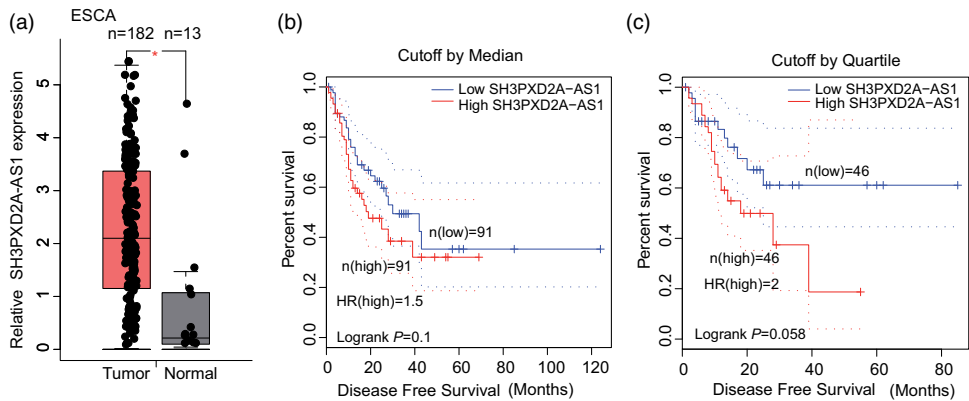 (a)
ESCA
n=182 n=13
*
Relative SH3PXD2A-AS1 expression
5
4
3
2
1
0
Tumor Normal
(b)
Cutoff by Median
Low SH3PXD2A−AS1
High SH3PXD2A−AS1
Percent survival
1.0
0.8
0.6
0.4
0.2
0.0
n(low)=91
n(high)=91
HR(high)=1.5
Logrank P=0.1
0 20 40 60 80 100 120
Disease Free Survival (Months)
(c)
Cutoff by Quartile
Low SH3PXD2A−AS1
High SH3PXD2A−AS1
Percent survival
1.0
0.8
0.6
0.4
0.2
0.0
n(low)=46
n(high)=46
HR(high)=2
Logrank P=0.058
0 20 40 60 80
Disease Free Survival (Months)